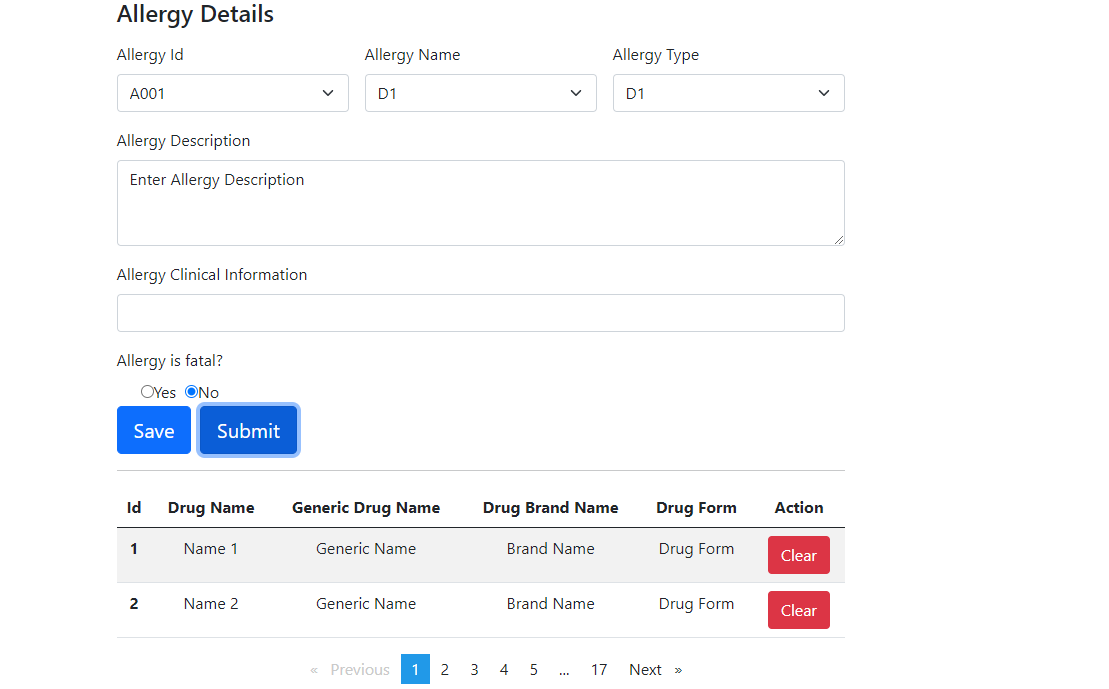 Allergy Details
Allergy Id Allergy Name Allergy Type
A001 D1 D1
Allergy Description
Enter Allergy Description
Allergy Clinical Information
Allergy is fatal?
Yes No
Save Submit
Id Drug Name Generic Drug Name Drug Brand Name Drug Form Action
1 Name 1 Generic Name Brand Name Drug Form Clear
2 Name 2 Generic Name Brand Name Drug Form Clear
« Previous 1 2 3 4 5 ... 17 Next »